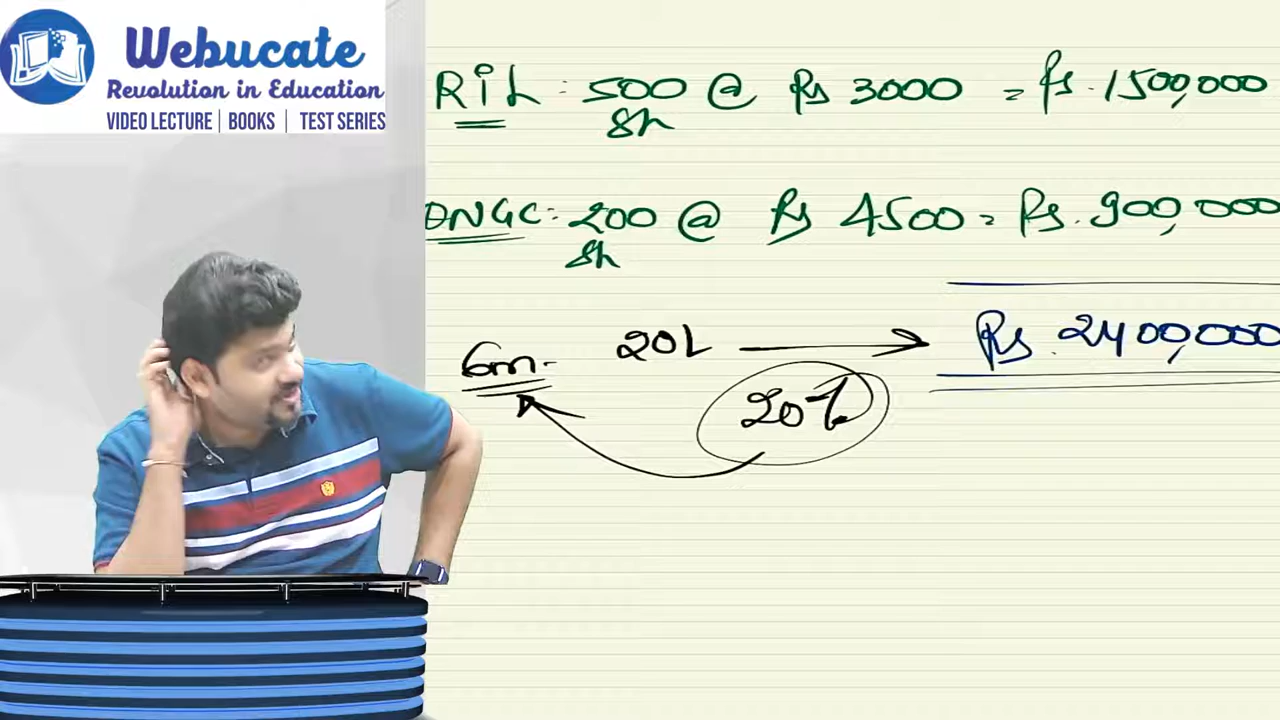 Webucate
Revolution in Education
VIDEO LECTURE | BOOKS | TEST SERIES
RIL : 500 @ Rs 3000 = Rs. 1500,000
Sh
ONGC: 200 @ Rs 4500 = Rs. 900,000
Sh
6m. 20L → Rs. 2400,000
20%